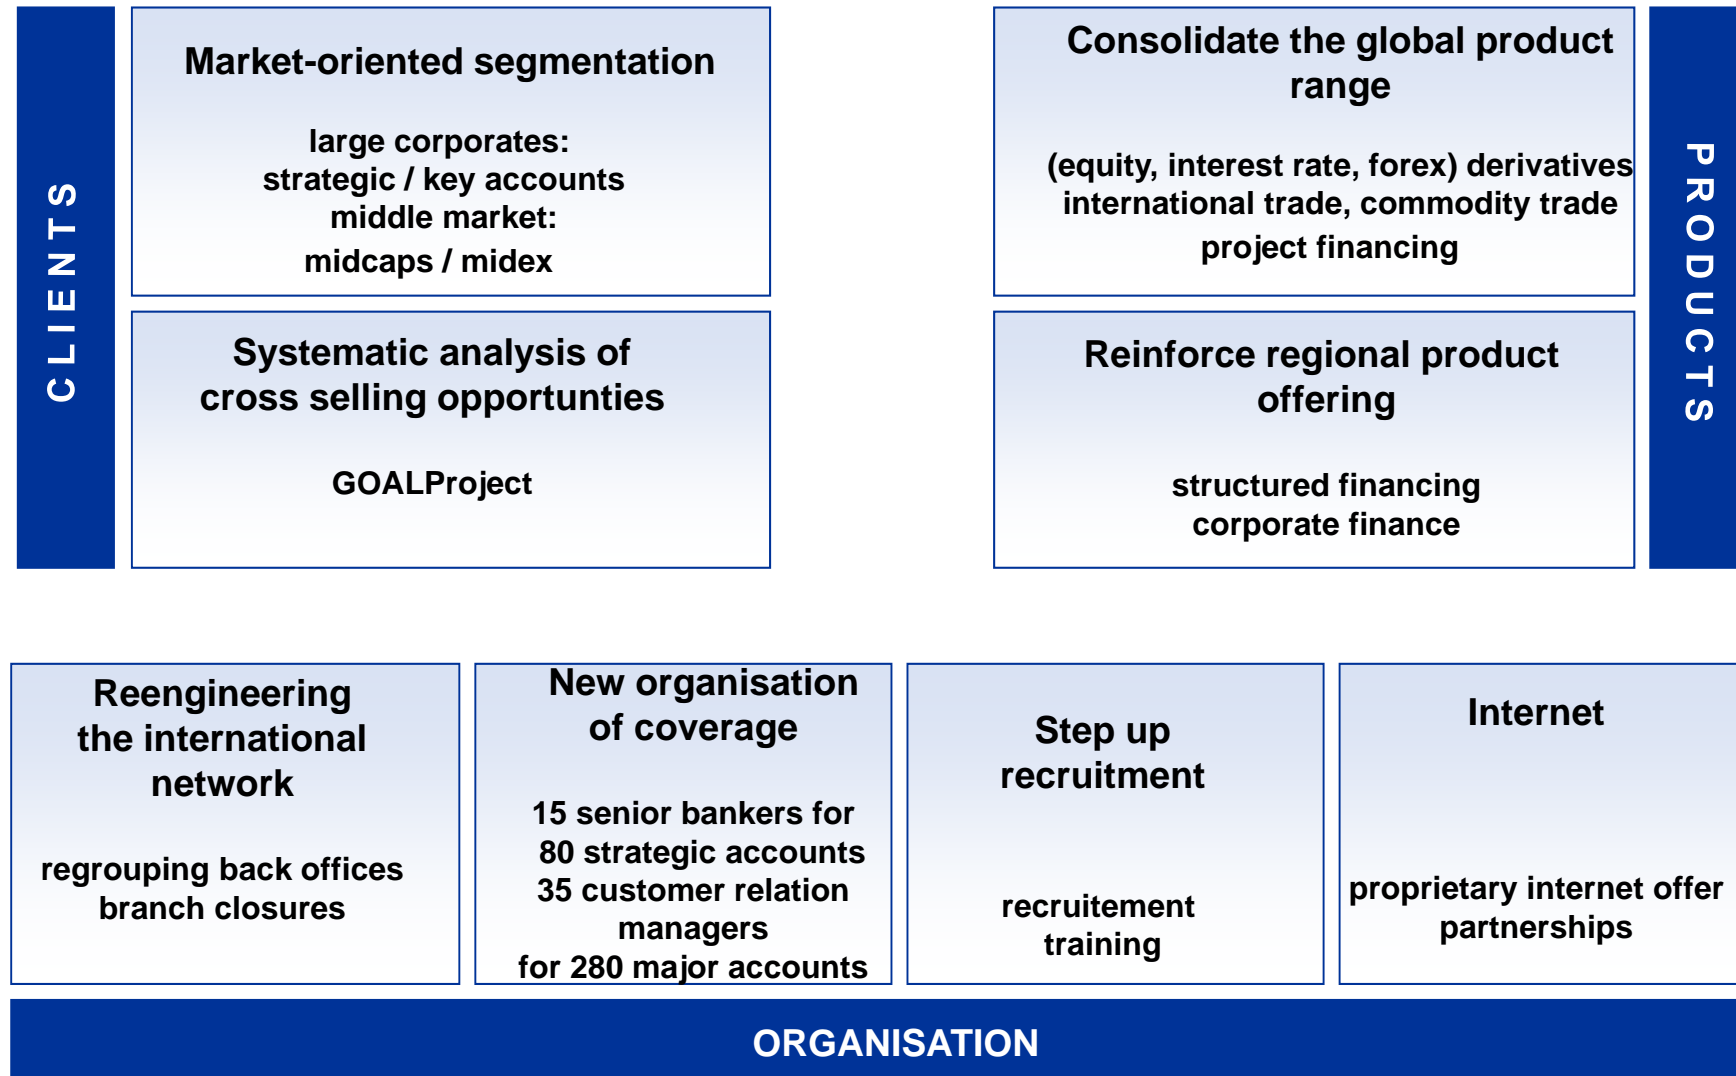 CLIENTS
Market-oriented segmentation
large corporates:
strategic / key accounts
middle market:
midcaps / midex
Systematic analysis of
cross selling opportunties
GOALProject
Consolidate the global product
range
(equity, interest rate, forex) derivatives
international trade, commodity trade
project financing
Reinforce regional product
offering
structured financing
corporate finance
PRODUCTS
Reengineering
the international
network
regrouping back offices
branch closures
New organisation
of coverage
15 senior bankers for
80 strategic accounts
35 customer relation
managers
for 280 major accounts
Step up
recruitment
recruitement
training
Internet
proprietary internet offer
partnerships
ORGANISATION